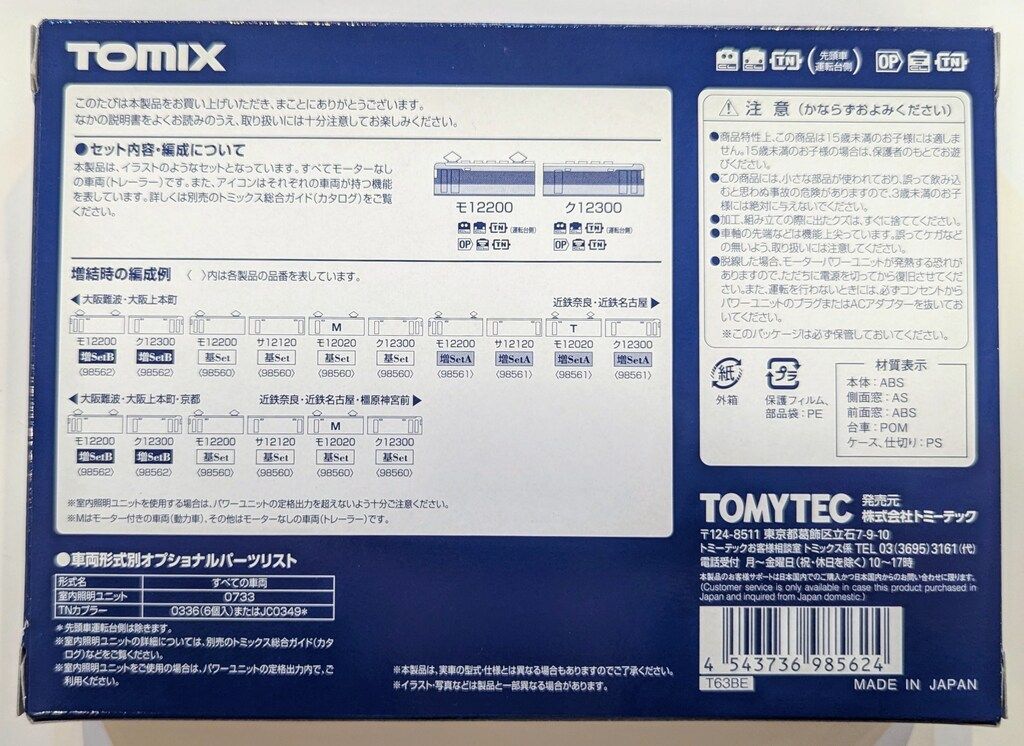 TOMIX
TN (先頭車
運転台側) OP TN
このたびは本製品をお買い上げいただき、まことにありがとうございます。
なかの説明書をよくお読みのうえ、取り扱いには十分注意してお楽しみください。
●セット内容・編成について
本製品は、イラストのようなセットとなっています。すべてモーターなし
の車両(トレーラー)です。また、アイコンはそれぞれの車両が持つ機能
を表しています。詳しくは別売のトミックス総合ガイド(カタログ)をご覧
ください。
モ12200 ク12300
TN (運転台側) TN (運転台側)
OP TN OP TN
増結時の編成例 〈 〉内は各製品の品番を表しています。
◀大阪難波・大阪上本町 近鉄奈良・近鉄名古屋▶
M T
モ12200 ク12300 モ12200 サ12120 モ12020 ク12300 モ12200 サ12120 モ12020 ク12300
増SetB 増SetB 基Set 基Set 基Set 基Set 増SetA 増SetA 増SetA 増SetA
〈98562〉 〈98562〉 〈98560〉 〈98560〉 〈98560〉 〈98560〉 〈98561〉 〈98561〉 〈98561〉 〈98561〉
◀大阪難波・大阪上本町・京都 近鉄奈良・近鉄名古屋・橿原神宮前▶
M
モ12200 ク12300 モ12200 サ12120 モ12020 ク12300
増SetB 増SetB 基Set 基Set 基Set 基Set
〈98562〉 〈98562〉 〈98560〉 〈98560〉 〈98560〉 〈98560〉
※室内照明ユニットを使用する場合は、パワーユニットの定格出力を超えないよう十分ご注意ください。
※Mはモーター付きの車両(動力車)、その他はモーターなしの車両(トレーラー)です。
●車両形式別オプショナルパーツリスト
形式名 すべての車両
室内照明ユニット 0733
TNカプラー 0336(6個入)またはJC0349*
*先頭車運転台側は除きます。
※室内照明ユニットの詳細については、別売のトミックス総合ガイド(カタ
ログ)などをご覧ください。
※室内照明ユニットをご使用の場合は、パワーユニットの定格出力内で、ご
利用ください。
※本製品は、実車の型式・仕様とは異なる場合もありますのでご了承ください。
※イラスト・写真などは製品と一部異なる場合があります。
⚠ 注 意 (かならずおよみください)
●商品特性上、この商品は15歳未満のお子様には適しま
せん。15歳未満のお子様の場合は、保護者のもとでお遊
びください。
●この商品には、小さな部品が使われており、誤って飲み込
むと思わぬ事故の危険がありますので、3歳未満のお子
様には絶対に与えないでください。
●加工、組み立ての際に出たクズは、すぐに捨ててください。
●車軸の先端などは機能上尖っています。誤ってケガなど
の無いよう、取り扱いには注意してください。
●脱線した場合、モーター・パワーユニットが発熱する恐れが
ありますので、ただちに電源を切ってから復旧させてくだ
さい。また、運転を行わないときには、必ずコンセントから
パワーユニットのプラグまたはACアダプターを抜いてお
いてください。
※このパッケージは必ず保管しておいてください。
紙
外箱
プラ
保護フィルム、
部品袋:PE
材質表示
本体:ABS
側面窓:AS
前面窓:ABS
台車:POM
ケース、仕切り:PS
TOMYTEC 発売元
株式会社トミーテック
〒124-8511 東京都葛飾区立石7-9-10
トミーテックお客様相談室 トミックス係 TEL 03(3695)3161(代)
電話受付 月〜金曜日(祝・休日を除く)10〜17時
本製品のお客様サポートは日本国内でのご購入かつ日本国内からのお問い合わせに限ります。
(Customer service is only available in case this product purchased in
Japan and inquired from Japan domestic.)
4 543736 985624
T63BE
MADE IN JAPAN